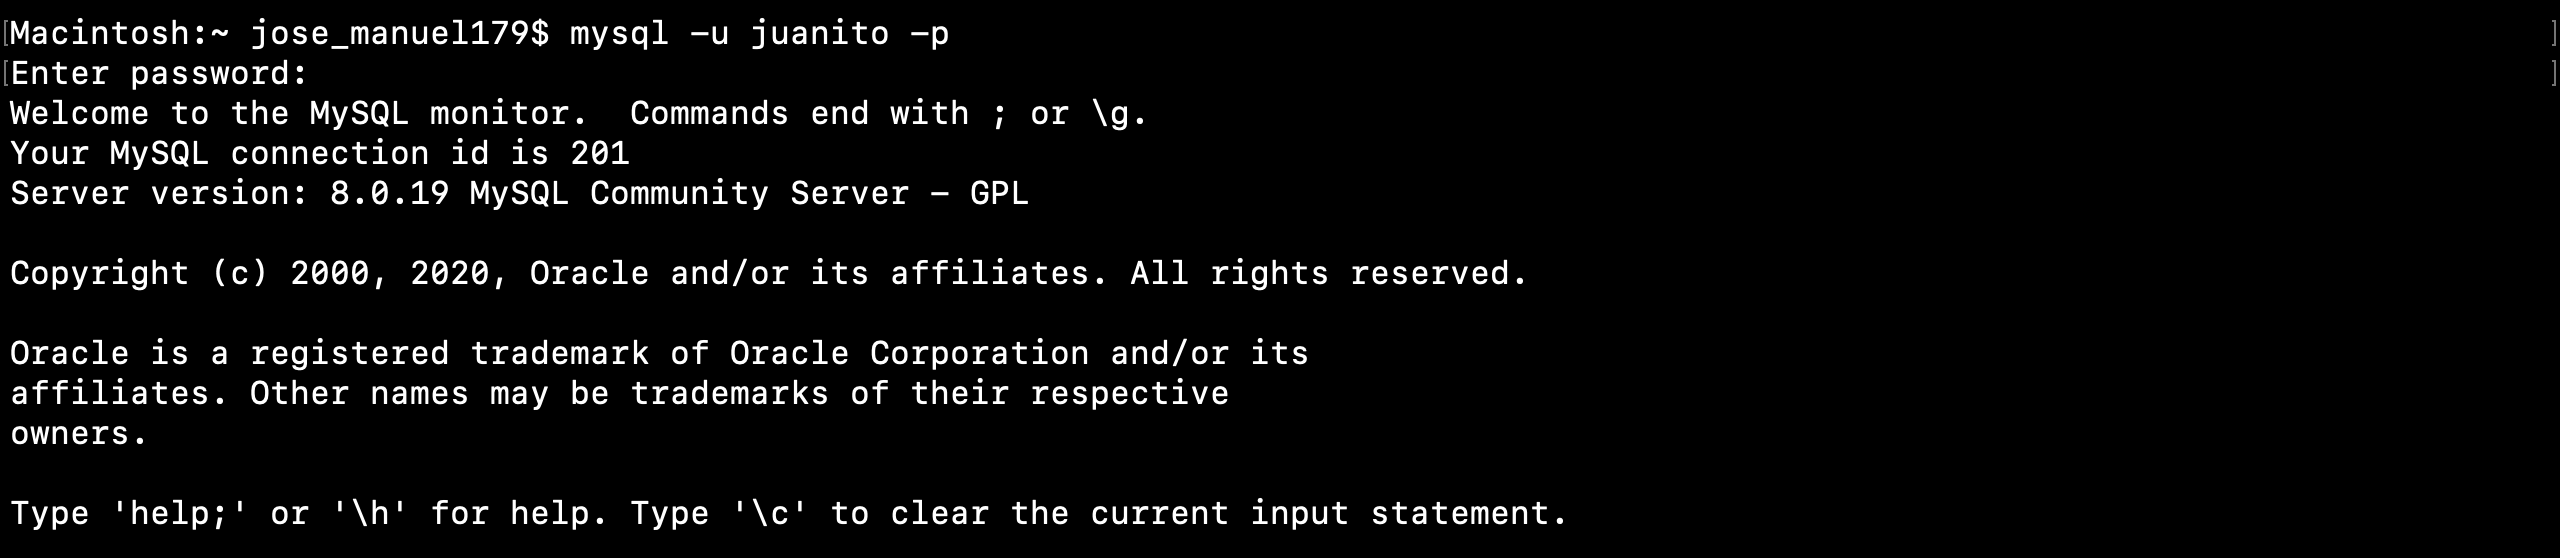 [Macintosh:~ jose_manuel179$ mysql -u juanito -p ]
[Enter password: ]
Welcome to the MySQL monitor.  Commands end with ; or \g.
Your MySQL connection id is 201
Server version: 8.0.19 MySQL Community Server - GPL
Copyright (c) 2000, 2020, Oracle and/or its affiliates. All rights reserved.
Oracle is a registered trademark of Oracle Corporation and/or its
affiliates. Other names may be trademarks of their respective
owners.
Type 'help;' or '\h' for help. Type '\c' to clear the current input statement.